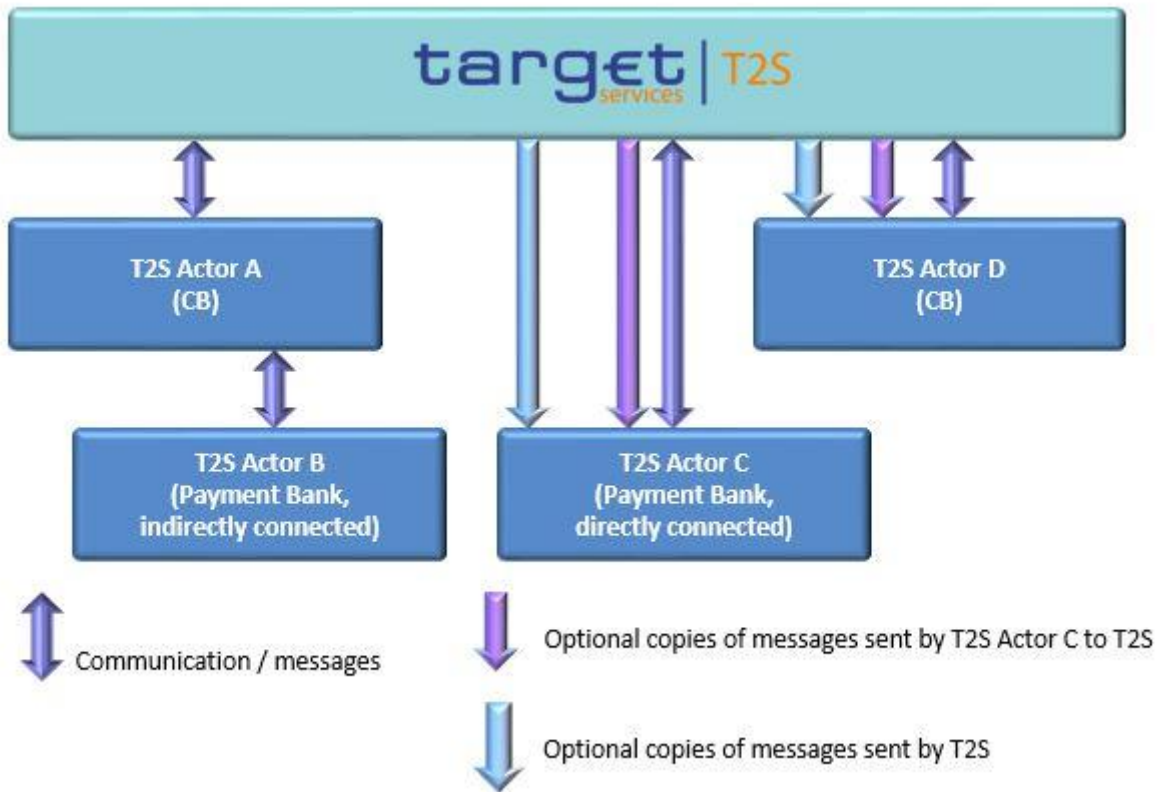 target services | T2S
T2S Actor A
(CB)
T2S Actor D
(CB)
T2S Actor B
(Payment Bank,
indirectly connected)
T2S Actor C
(Payment Bank,
directly connected)
Communication / messages
Optional copies of messages sent by T2S Actor C to T2S
Optional copies of messages sent by T2S